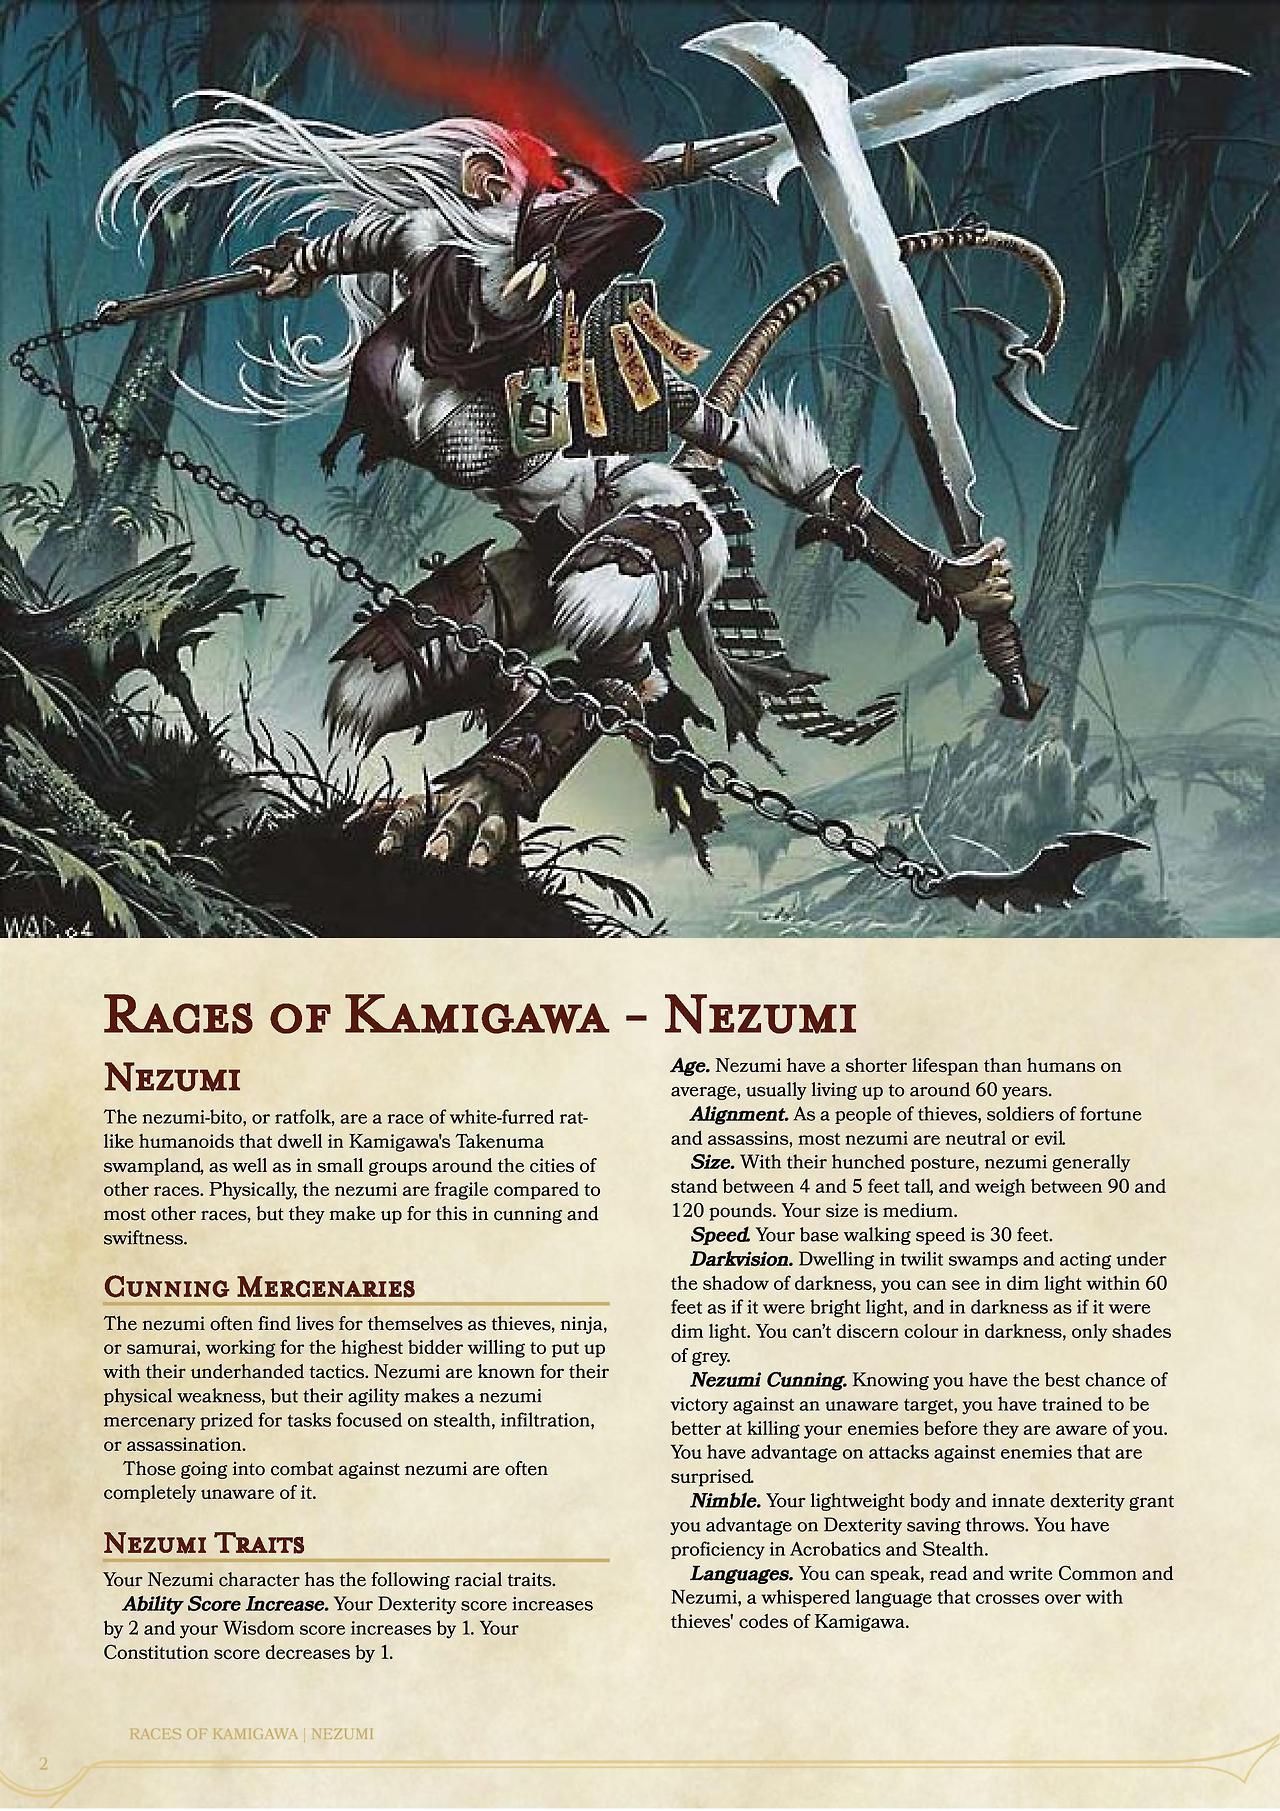 WAD. 04
RACES OF KAMIGAWA – NEZUMI
NEZUMI
The nezumi-bito, or ratfolk, are a race of white-furred rat-
like humanoids that dwell in Kamigawa's Takenuma
swampland, as well as in small groups around the cities of
other races. Physically, the nezumi are fragile compared to
most other races, but they make up for this in cunning and
swiftness.
CUNNING MERCENARIES
The nezumi often find lives for themselves as thieves, ninja,
or samurai, working for the highest bidder willing to put up
with their underhanded tactics. Nezumi are known for their
physical weakness, but their agility makes a nezumi
mercenary prized for tasks focused on stealth, infiltration,
or assassination.
Those going into combat against nezumi are often
completely unaware of it.
NEZUMI TRAITS
Your Nezumi character has the following racial traits.
Ability Score Increase. Your Dexterity score increases
by 2 and your Wisdom score increases by 1. Your
Constitution score decreases by 1.
Age. Nezumi have a shorter lifespan than humans on
average, usually living up to around 60 years.
Alignment. As a people of thieves, soldiers of fortune
and assassins, most nezumi are neutral or evil.
Size. With their hunched posture, nezumi generally
stand between 4 and 5 feet tall, and weigh between 90 and
120 pounds. Your size is medium.
Speed. Your base walking speed is 30 feet.
Darkvision. Dwelling in twilit swamps and acting under
the shadow of darkness, you can see in dim light within 60
feet as if it were bright light, and in darkness as if it were
dim light. You can't discern colour in darkness, only shades
of grey.
Nezumi Cunning. Knowing you have the best chance of
victory against an unaware target, you have trained to be
better at killing your enemies before they are aware of you.
You have advantage on attacks against enemies that are
surprised.
Nimble. Your lightweight body and innate dexterity grant
you advantage on Dexterity saving throws. You have
proficiency in Acrobatics and Stealth.
Languages. You can speak, read and write Common and
Nezumi, a whispered language that crosses over with
thieves' codes of Kamigawa.
RACES OF KAMIGAWA | NEZUMI
2